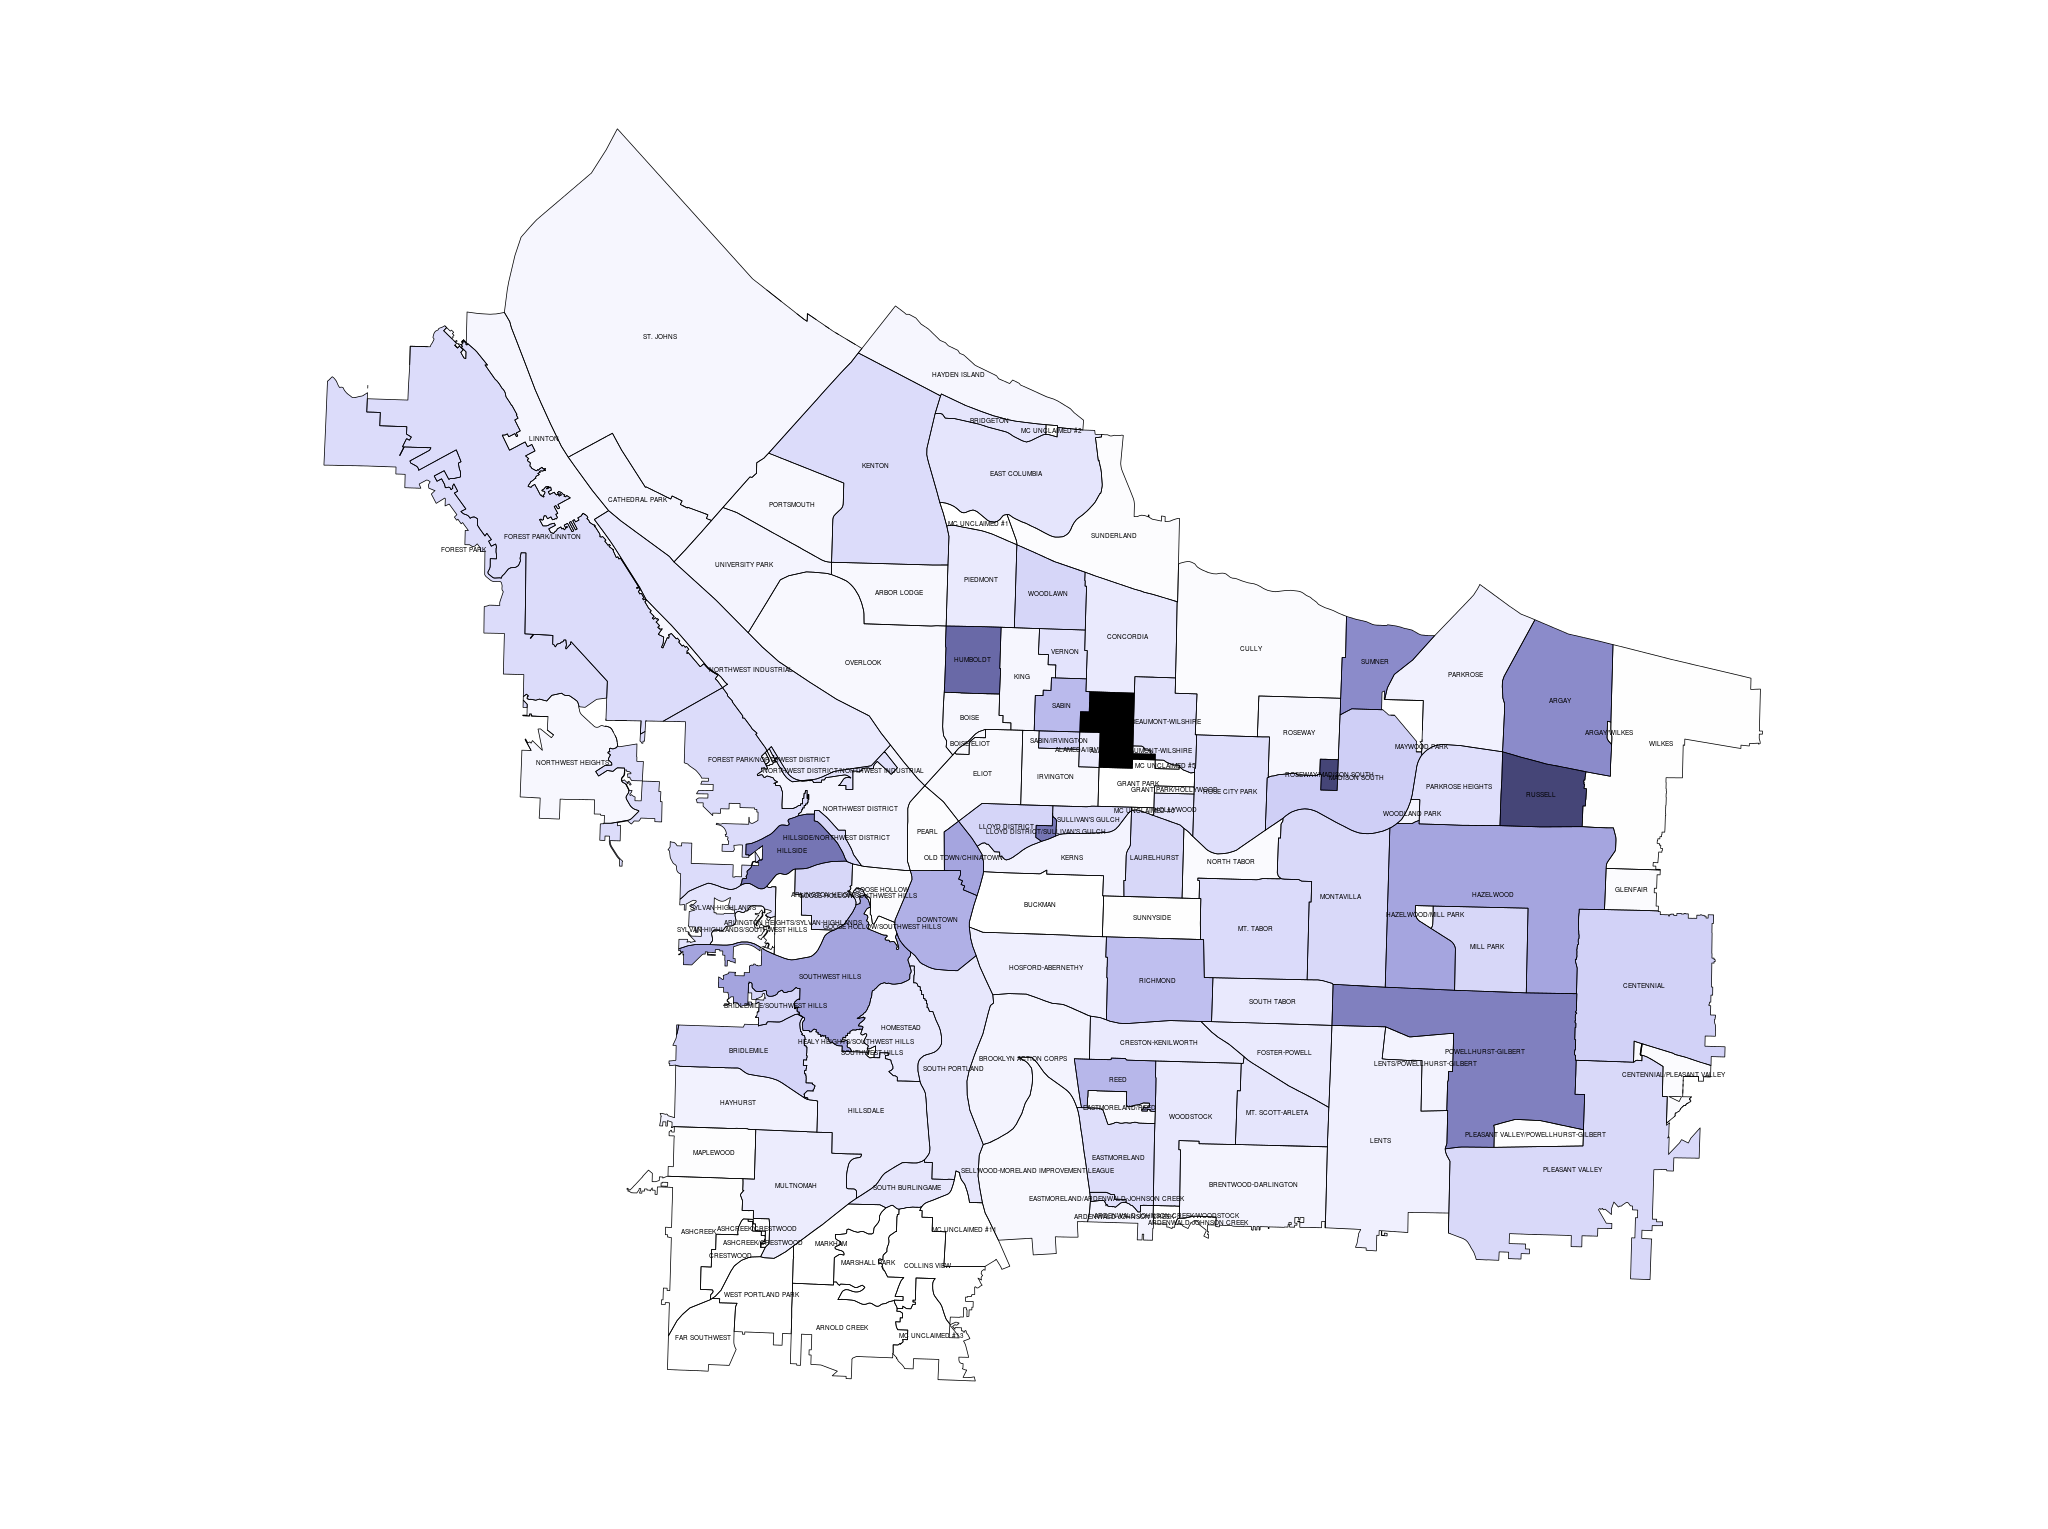 ST. JOHNS
HAYDEN ISLAND
BRIDGETON
MC UNCLAIMED #2
LINNTON
KENTON
EAST COLUMBIA
CATHEDRAL PARK
PORTSMOUTH
MC UNCLAIMED #1
SUNDERLAND
FOREST PARK/LINNTON
FOREST PARK
UNIVERSITY PARK
PIEDMONT
ARBOR LODGE
WOODLAWN
CONCORDIA
CULLY
VERNON
HUMBOLDT
OVERLOOK
SUMNER
NORTHWEST INDUSTRIAL
KING
PARKROSE
ARGAY
SABIN
BOISE
BEAUMONT-WILSHIRE
ROSEWAY
ARGAY/WILKES
SABIN/IRVINGTON
BOISE/ELIOT
WILKES
MAYWOOD PARK
FOREST PARK/NORTHWEST DISTRICT
NORTHWEST HEIGHTS
MC UNCLAIMED #5
NORTHWEST DISTRICT/NORTHWEST INDUSTRIAL
ELIOT
IRVINGTON
ROSEWAY/MADISON SOUTH
MADISON SOUTH
GRANT PARK
GRANT PARK/HOLLYWOOD
ROSE CITY PARK
PARKROSE HEIGHTS
RUSSELL
NORTHWEST DISTRICT
HOLLYWOOD
WOODLAND PARK
SULLIVAN'S GULCH
LLOYD DISTRICT
LLOYD DISTRICT/SULLIVAN'S GULCH
PEARL
HILLSIDE/NORTHWEST DISTRICT
HILLSIDE
OLD TOWN/CHINATOWN
KERNS
LAURELHURST
NORTH TABOR
GOOSE HOLLOW
GLENFAIR
HAZELWOOD
MONTAVILLA
BUCKMAN
SYLVAN-HIGHLANDS
HAZELWOOD/MILL PARK
SUNNYSIDE
DOWNTOWN
ARLINGTON HEIGHTS/SYLVAN-HIGHLANDS
GOOSE HOLLOW/SOUTHWEST HILLS
SYLVAN-HIGHLANDS/SOUTHWEST HILLS
MT. TABOR
MILL PARK
HOSFORD-ABERNETHY
SOUTHWEST HILLS
RICHMOND
CENTENNIAL
SOUTH TABOR
BRIDLEMILE/SOUTHWEST HILLS
HOMESTEAD
HEALY HEIGHTS/SOUTHWEST HILLS
CRESTON-KENILWORTH
BRIDLEMILE
SOUTHWEST HILLS
FOSTER-POWELL
POWELLHURST-GILBERT
BROOKLYN ACTION CORPS
LENTS/POWELLHURST-GILBERT
SOUTH PORTLAND
CENTENNIAL/PLEASANT VALLEY
REED
HAYHURST
EASTMORELAND/REED
HILLSDALE
MT. SCOTT-ARLETA
WOODSTOCK
PLEASANT VALLEY/POWELLHURST-GILBERT
LENTS
MAPLEWOOD
EASTMORELAND
PLEASANT VALLEY
SELLWOOD-MORELAND IMPROVEMENT LEAGUE
MULTNOMAH
BRENTWOOD-DARLINGTON
SOUTH BURLINGAME
EASTMORELAND/ARDENWALD-JOHNSON CREEK
ARDENWALD-JOHNSON CREEK/WOODSTOCK
ARDENWALD-JOHNSON CREEK
ARDENWALD-JOHNSON CREEK
ASHCREEK/CRESTWOOD
ASHCREEK
MC UNCLAIMED #11
ASHCREEK/CRESTWOOD
MARKHAM
CRESTWOOD
MARSHALL PARK
COLLINS VIEW
WEST PORTLAND PARK
ARNOLD CREEK
MC UNCLAIMED #13
FAR SOUTHWEST